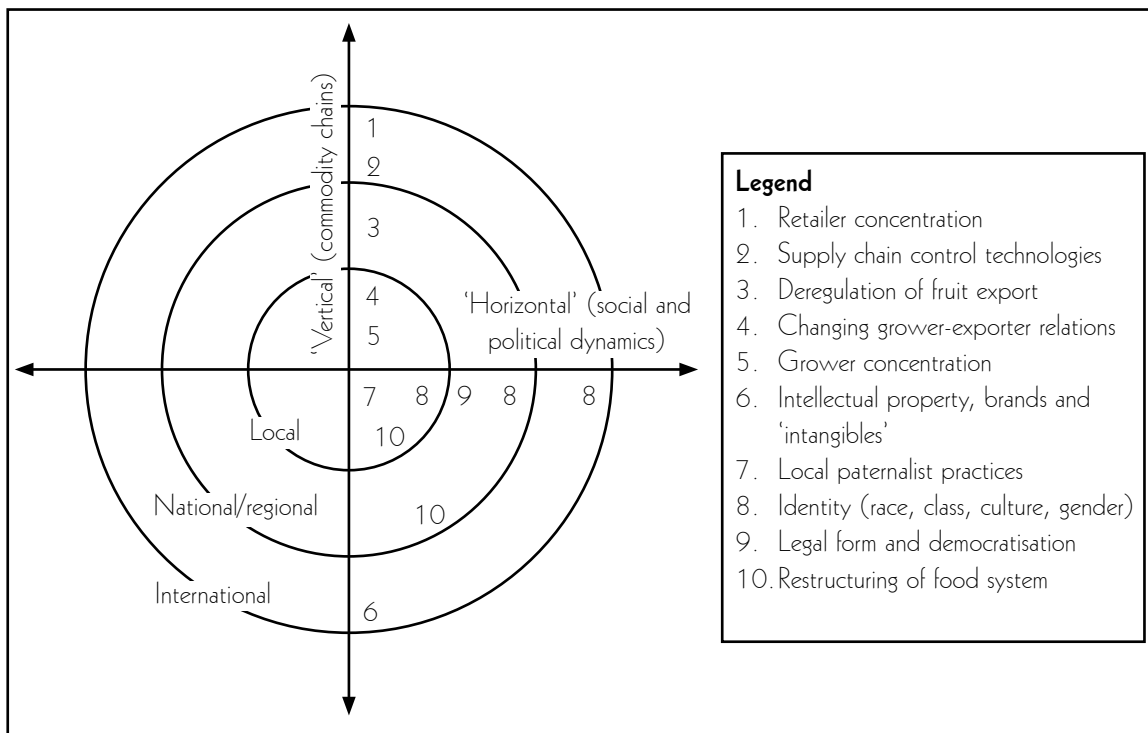 'Vertical' (commodity chains)
1
2
3
4
5
'Horizontal' (social and
political dynamics)
7 8 9 8 8
Local
10
National/regional
10
International
6
Legend
1. Retailer concentration
2. Supply chain control technologies
3. Deregulation of fruit export
4. Changing grower-exporter relations
5. Grower concentration
6. Intellectual property, brands and
'intangibles'
7. Local paternalist practices
8. Identity (race, class, culture, gender)
9. Legal form and democratisation
10. Restructuring of food system